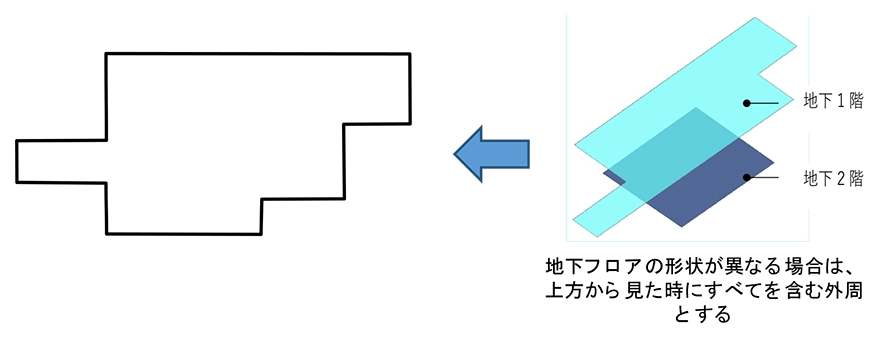 地下1階
地下2階
地下フロアの形状が異なる場合は、
上方から見た時にすべてを含む外周
とする